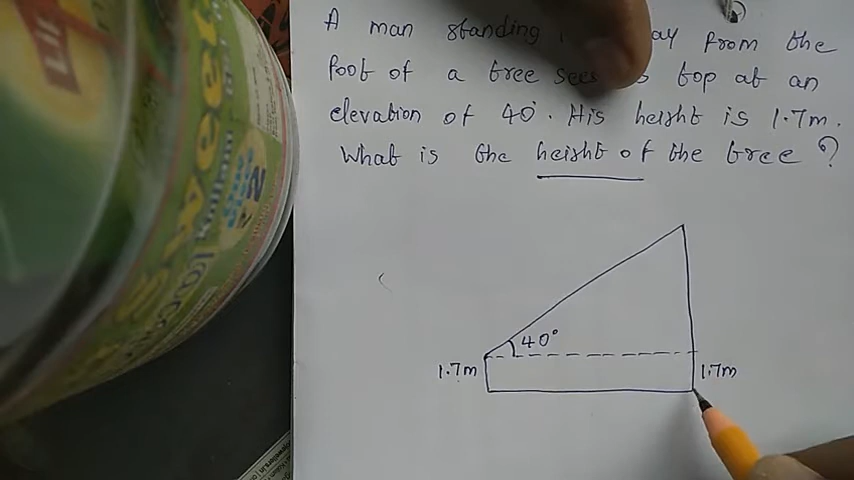 A man standing ay from the
foot of a tree sees top at an
elevation of 40°. His height is 1.7m.
What is the height of the tree ?
40°
1.7m
1.7m